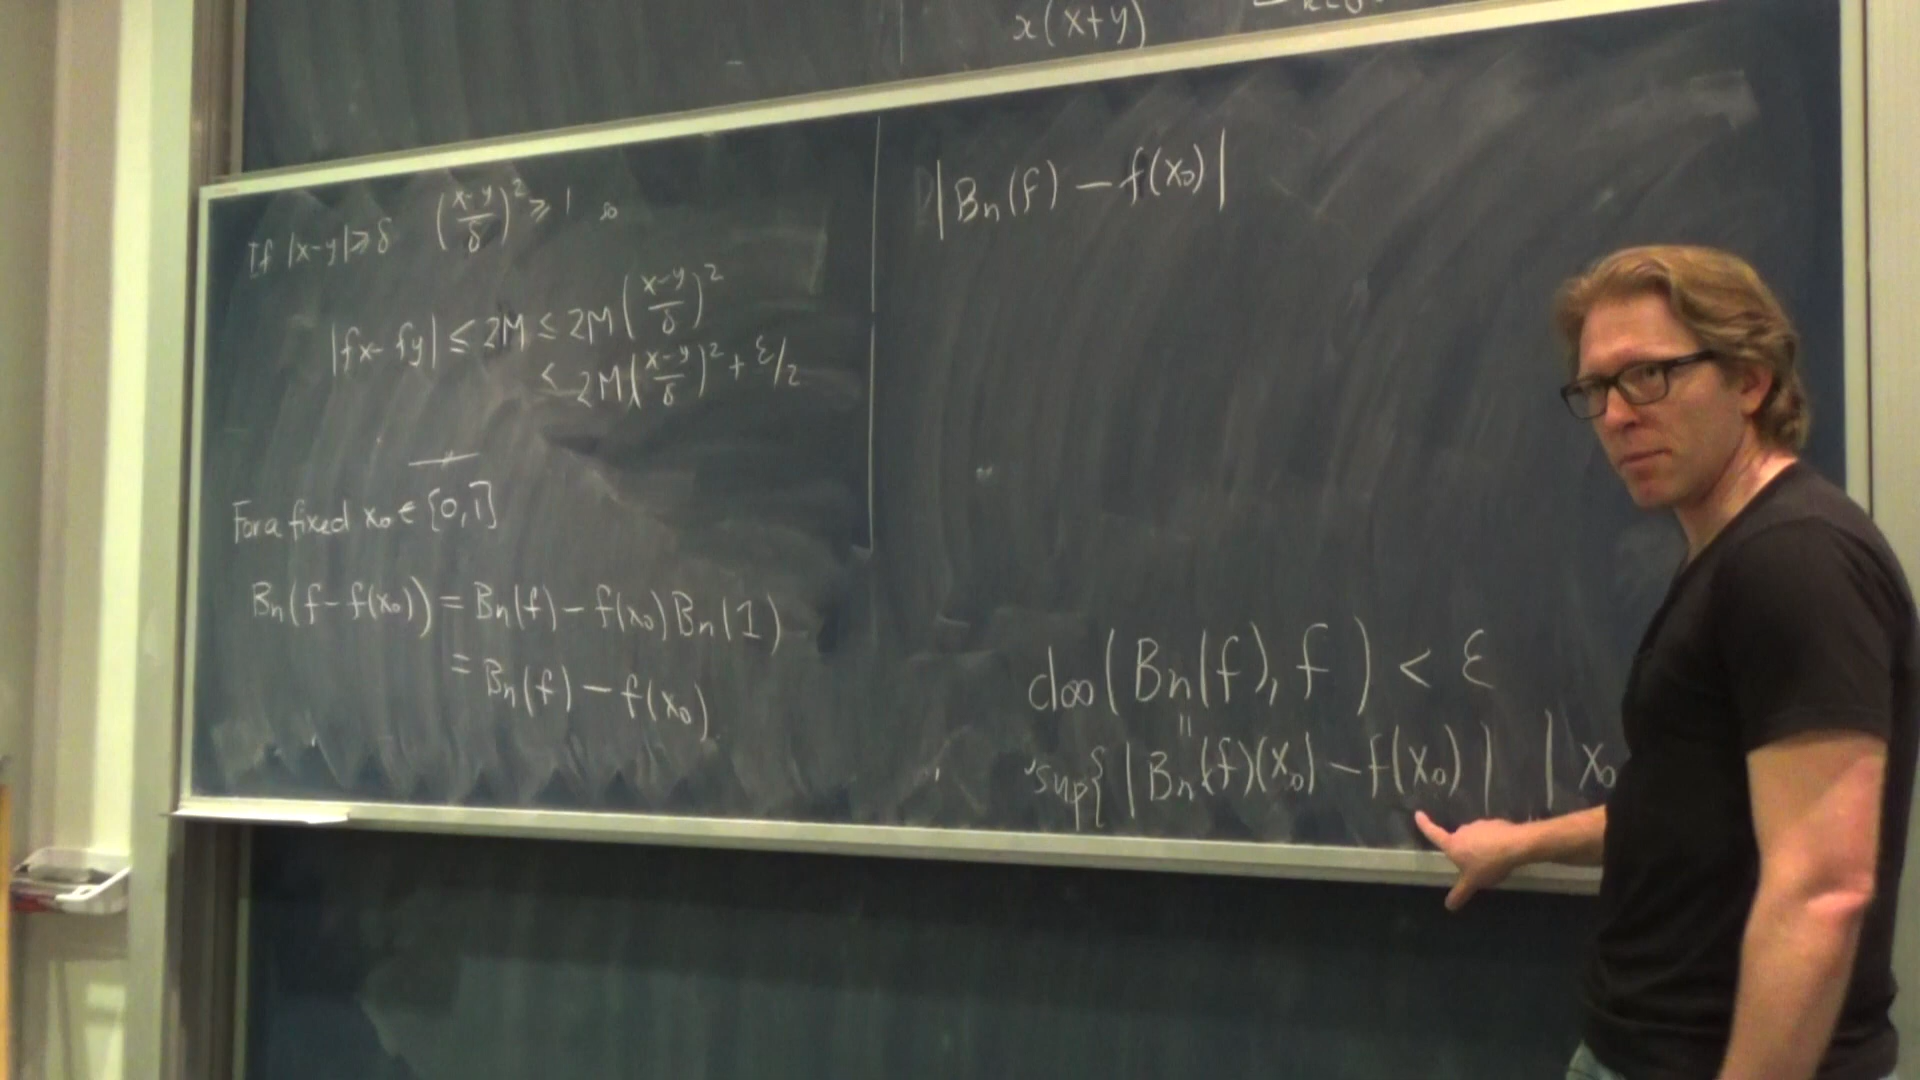 x(x+y)
If |x-y|≥δ (x-y/δ)²≥1 so
|fx-fy| ≤ 2M ≤ 2M(x-y/δ)²
< 2M(x-y/δ)² + ε/2
For a fixed x₀ ∈ [0,1]
Bₙ(f-f(x₀)) = Bₙ(f) - f(x₀)Bₙ(1)
= Bₙ(f) - f(x₀)
|Bₙ(f) - f(x₀)|
d∞(Bₙ(f), f) < ε
"
sup{ |Bₙ(f)(x₀) - f(x₀)| | x₀